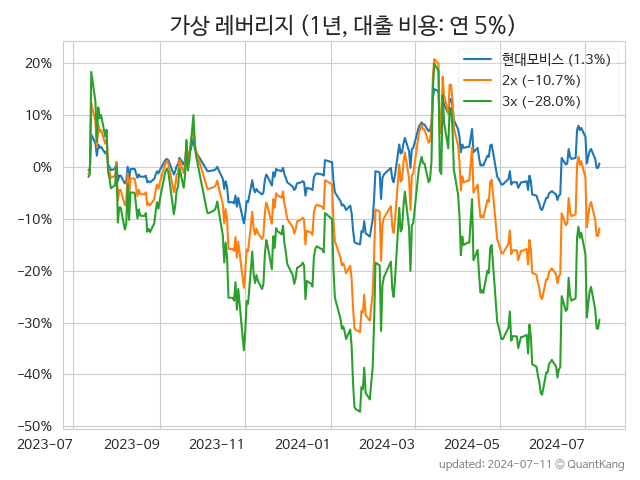 가상 레버리지 (1년, 대출 비용: 연 5%)
현대모비스 (1.3%)
2x (-10.7%)
3x (-28.0%)
20%
10%
0%
-10%
-20%
-30%
-40%
-50%
2023-07 2023-09 2023-11 2024-01 2024-03 2024-05 2024-07
updated: 2024-07-11 © QuantKang